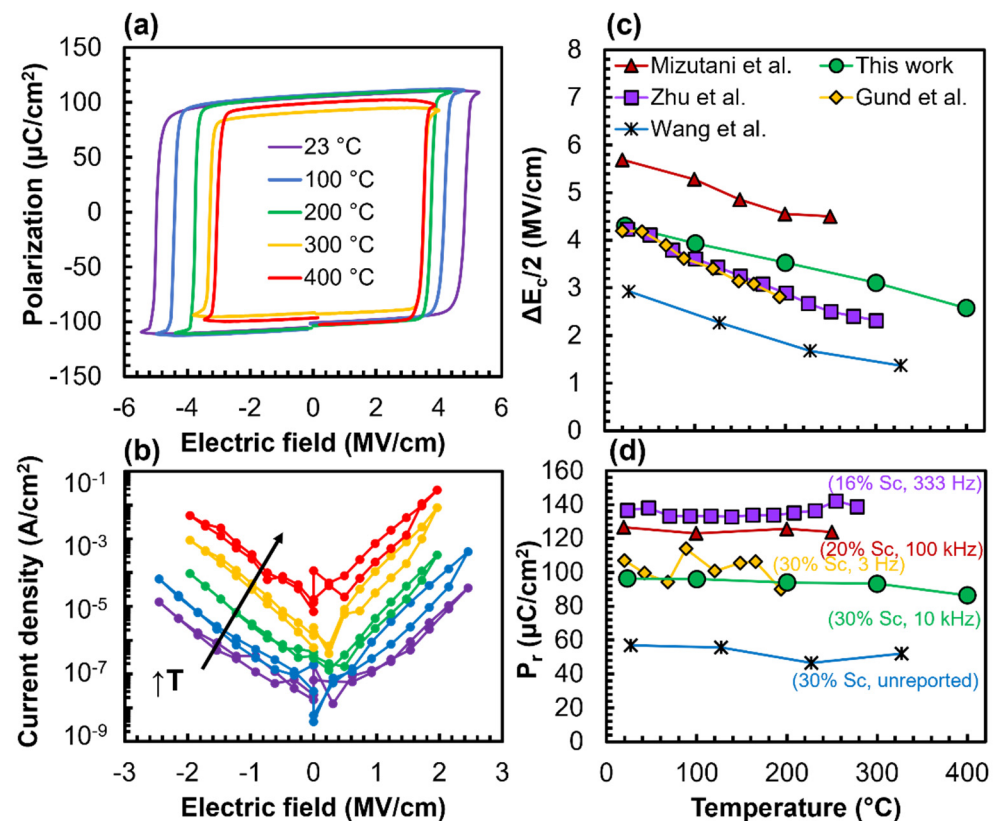 (a)
150
100
50
0
-50
-100
-150
Polarization (µC/cm²)
23 °C
100 °C
200 °C
300 °C
400 °C
-6 -4 -2 0 2 4 6
Electric field (MV/cm)
(b)
10⁻¹
10⁻³
10⁻⁵
10⁻⁷
10⁻⁹
Current density (A/cm²)
↑T
-3 -2 -1 0 1 2 3
Electric field (MV/cm)
(c)
8
7
6
5
4
3
2
1
0
ΔE_c/2 (MV/cm)
Mizutani et al. This work
Zhu et al. Gund et al.
Wang et al.
(d)
160
140
120
100
80
60
40
20
0
P_r (µC/cm²)
(16% Sc, 333 Hz)
(20% Sc, 100 kHz)
(30% Sc, 3 Hz)
(30% Sc, 10 kHz)
(30% Sc, unreported)
0 100 200 300 400
Temperature (°C)